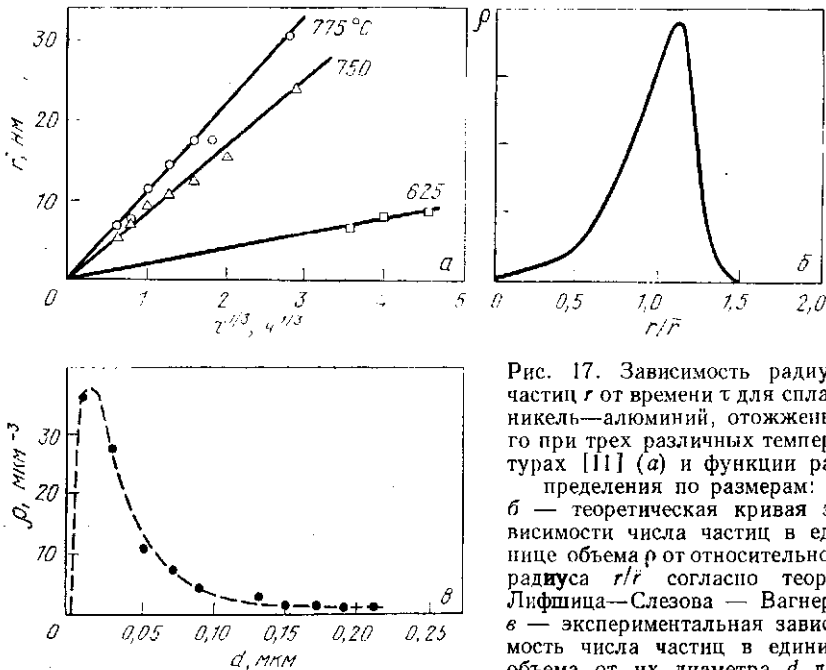 30
20
10
0
r, нм
775°C
750
625
а
1
2
3
4
5
τ^1/3, ч^1/3
ρ
б
0
0,5
1,0
1,5
2,0
r/r̄
30
20
10
0
ρ, мкм^-3
в
0,05
0,10
0,15
0,20
0,25
d, мкм
Рис. 17. Зависимость радиу
частиц r от времени τ для спла
никель—алюминий, отожжен
го при трех различных темпер
турах [11] (а) и функции ра
пределения по размерам:
б — теоретическая кривая з
висимости числа частиц в ед
нице объема ρ от относительно
радиуса r/r̄ согласно теор
Лифшица—Слезова — Вагнер
в — экспериментальная завис
мость числа частиц в едини
объема от их диаметра d д